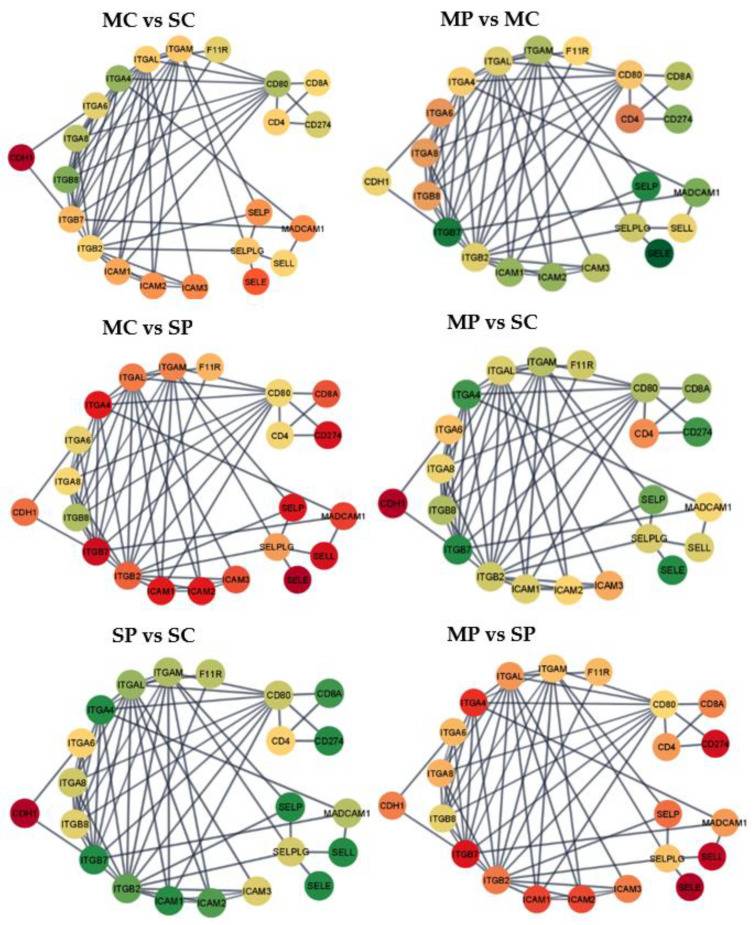 MC vs SC
ITGAM
F11R
ITGAL
ITGA4
CD80
CD8A
ITGA6
CD4
CD274
ITGA8
CDH1
ITGB8
ITGB7
SELP
MADCAM1
ITGB2
SELPLG
SELL
ICAM1
ICAM2
ICAM3
SELE
MP vs MC
ITGAM
F11R
ITGAL
ITGA4
CD80
CD8A
ITGA6
CD4
CD274
ITGA8
CDH1
ITGB8
SELP
MADCAM1
ITGB7
SELPLG
SELL
ITGB2
SELE
ICAM1
ICAM2
ICAM3
MC vs SP
ITGAM
F11R
ITGAL
ITGA4
CD80
CD8A
ITGA6
CD4
CD274
ITGA8
CDH1
ITGB8
SELP
MADCAM1
ITGB7
SELPLG
SELL
ITGB2
ICAM1
ICAM2
ICAM3
SELE
MP vs SC
ITGAM
F11R
ITGAL
ITGA4
CD80
CD8A
ITGA6
CD4
CD274
ITGA8
CDH1
ITGB8
SELP
MADCAM1
ITGB7
SELPLG
SELL
ITGB2
SELE
ICAM1
ICAM2
ICAM3
SP vs SC
ITGAM
F11R
ITGAL
ITGA4
CD80
CD8A
ITGA6
CD4
CD274
ITGA8
CDH1
ITGB8
SELP
MADCAM1
ITGB7
SELPLG
SELL
ITGB2
ICAM1
ICAM2
ICAM3
SELE
MP vs SP
ITGAM
F11R
ITGAL
ITGA4
CD80
CD8A
ITGA6
CD4
CD274
ITGA8
CDH1
ITGB8
SELP
MADCAM1
ITGB7
SELPLG
SELL
ITGB2
ICAM1
ICAM2
ICAM3
SELE